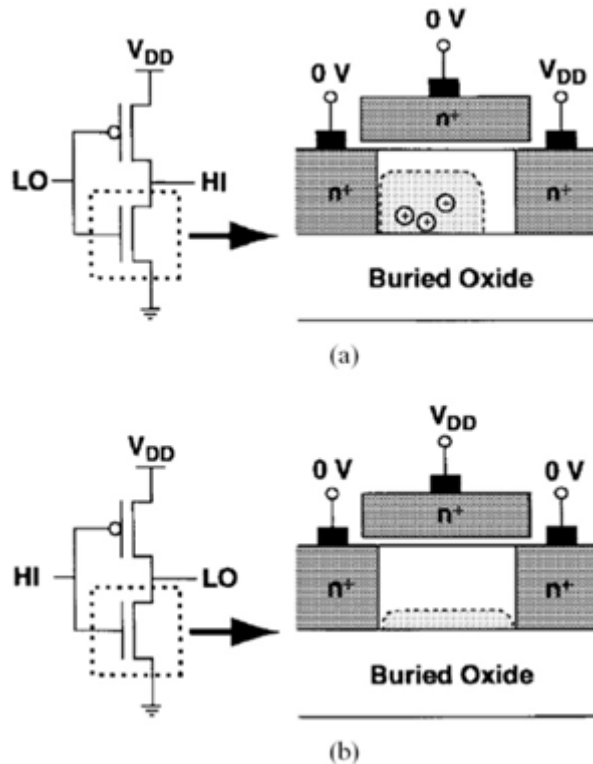 0 V
V_DD
0 V
V_DD
n+
LO
HI
n+
+
+
+
n+
Buried Oxide
(a)
V_DD
V_DD
0 V
0 V
n+
HI
LO
n+
n+
Buried Oxide
(b)